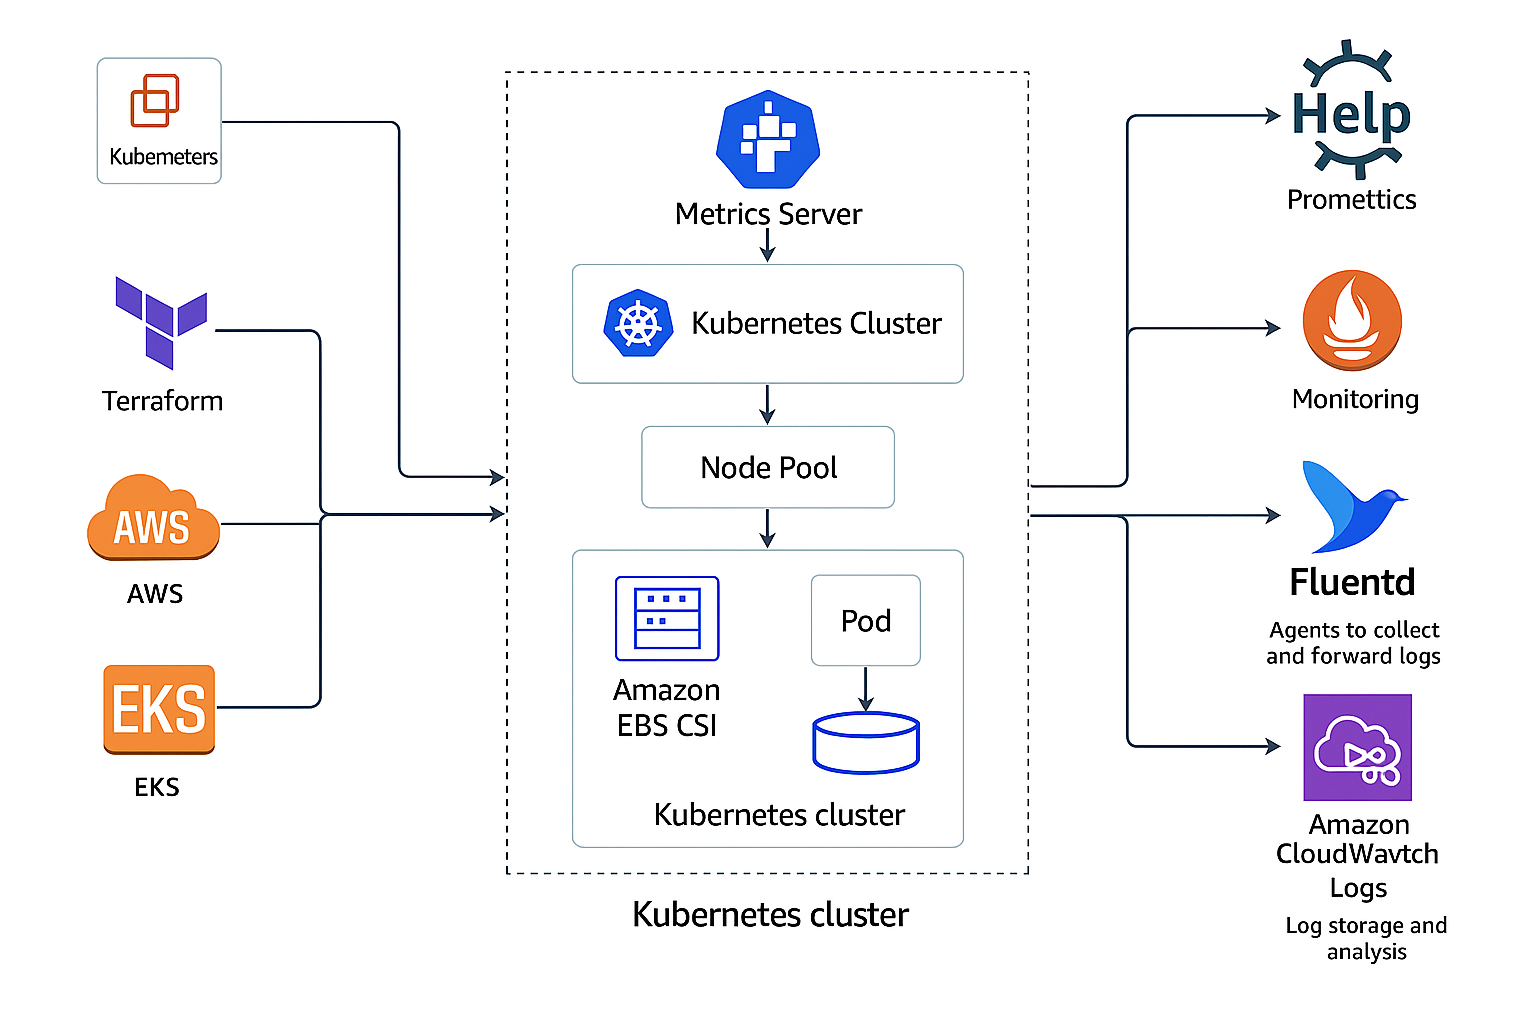 Kubemeters
Terraform
AWS
AWS
EKS
EKS
Metrics Server
Kubernetes Cluster
Node Pool
Amazon
EBS CSI
Pod
Kubernetes cluster
Kubernetes cluster
Help
Promettics
Monitoring
Fluentd
Agents to collect
and forward logs
Amazon
CloudWavtch
Logs
Log storage and
analysis